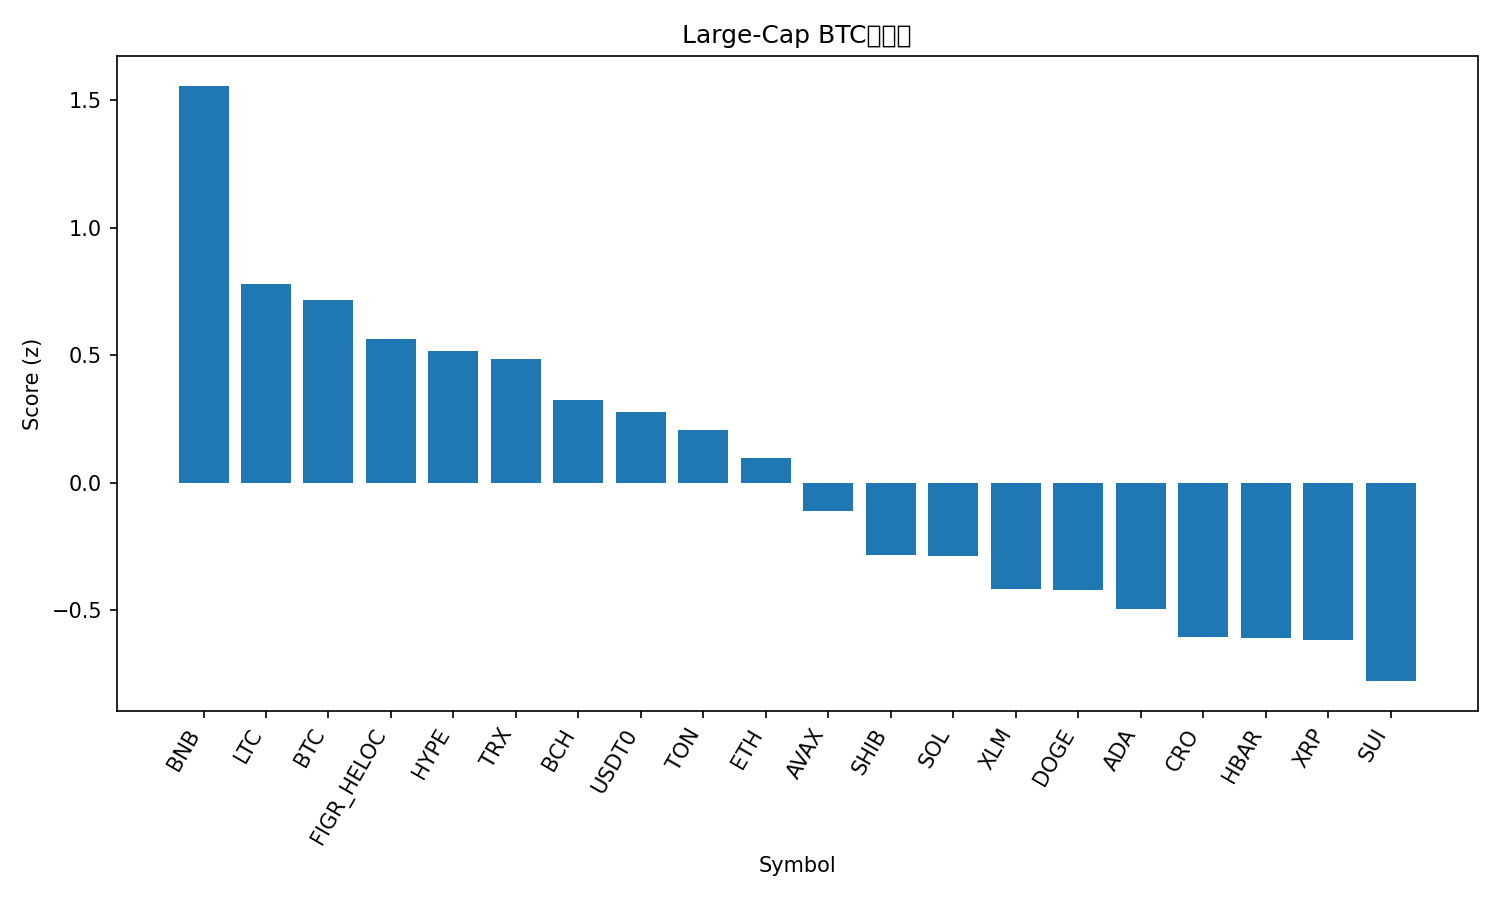 Large-Cap BTC
Score (z)
1.5
1.0
0.5
0.0
−0.5
BNB
LTC
BTC
FIGR_HELOC
HYPE
TRX
BCH
USDT0
TON
ETH
AVAX
SHIB
SOL
XLM
DOGE
ADA
CRO
HBAR
XRP
SUI
Symbol